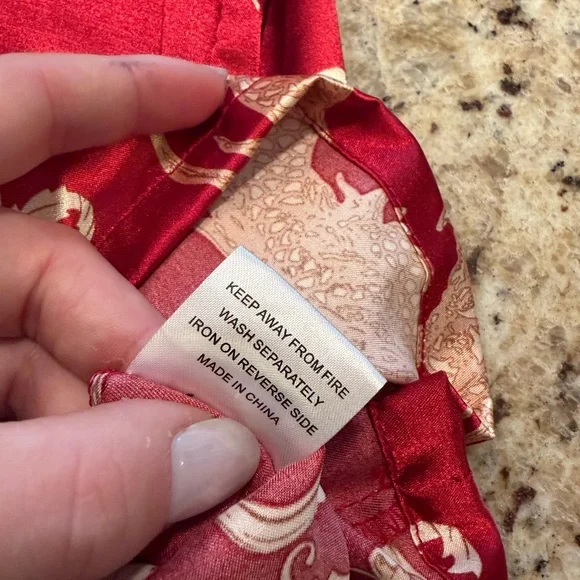 KEEP AWAY FROM FIRE
WASH SEPARATELY
IRON ON REVERSE SIDE
MADE IN CHINA